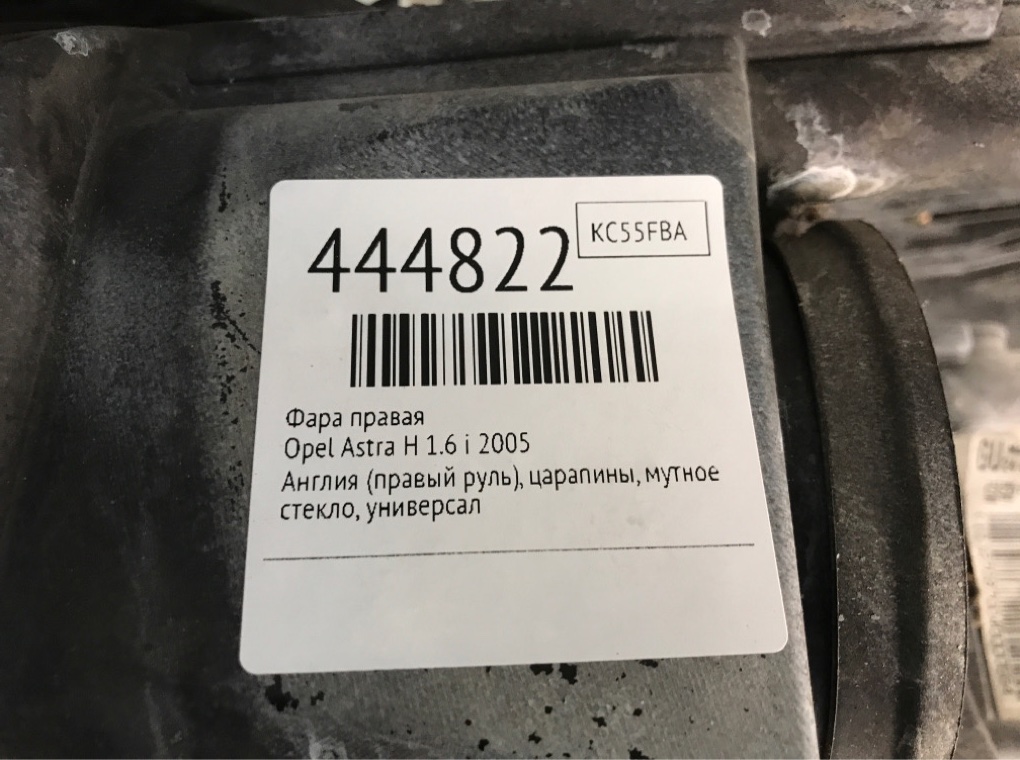 444822
KC55FBA
Фара правая
Opel Astra H 1.6 i 2005
Англия (правый руль), царапины, мутное
стекло, универсал